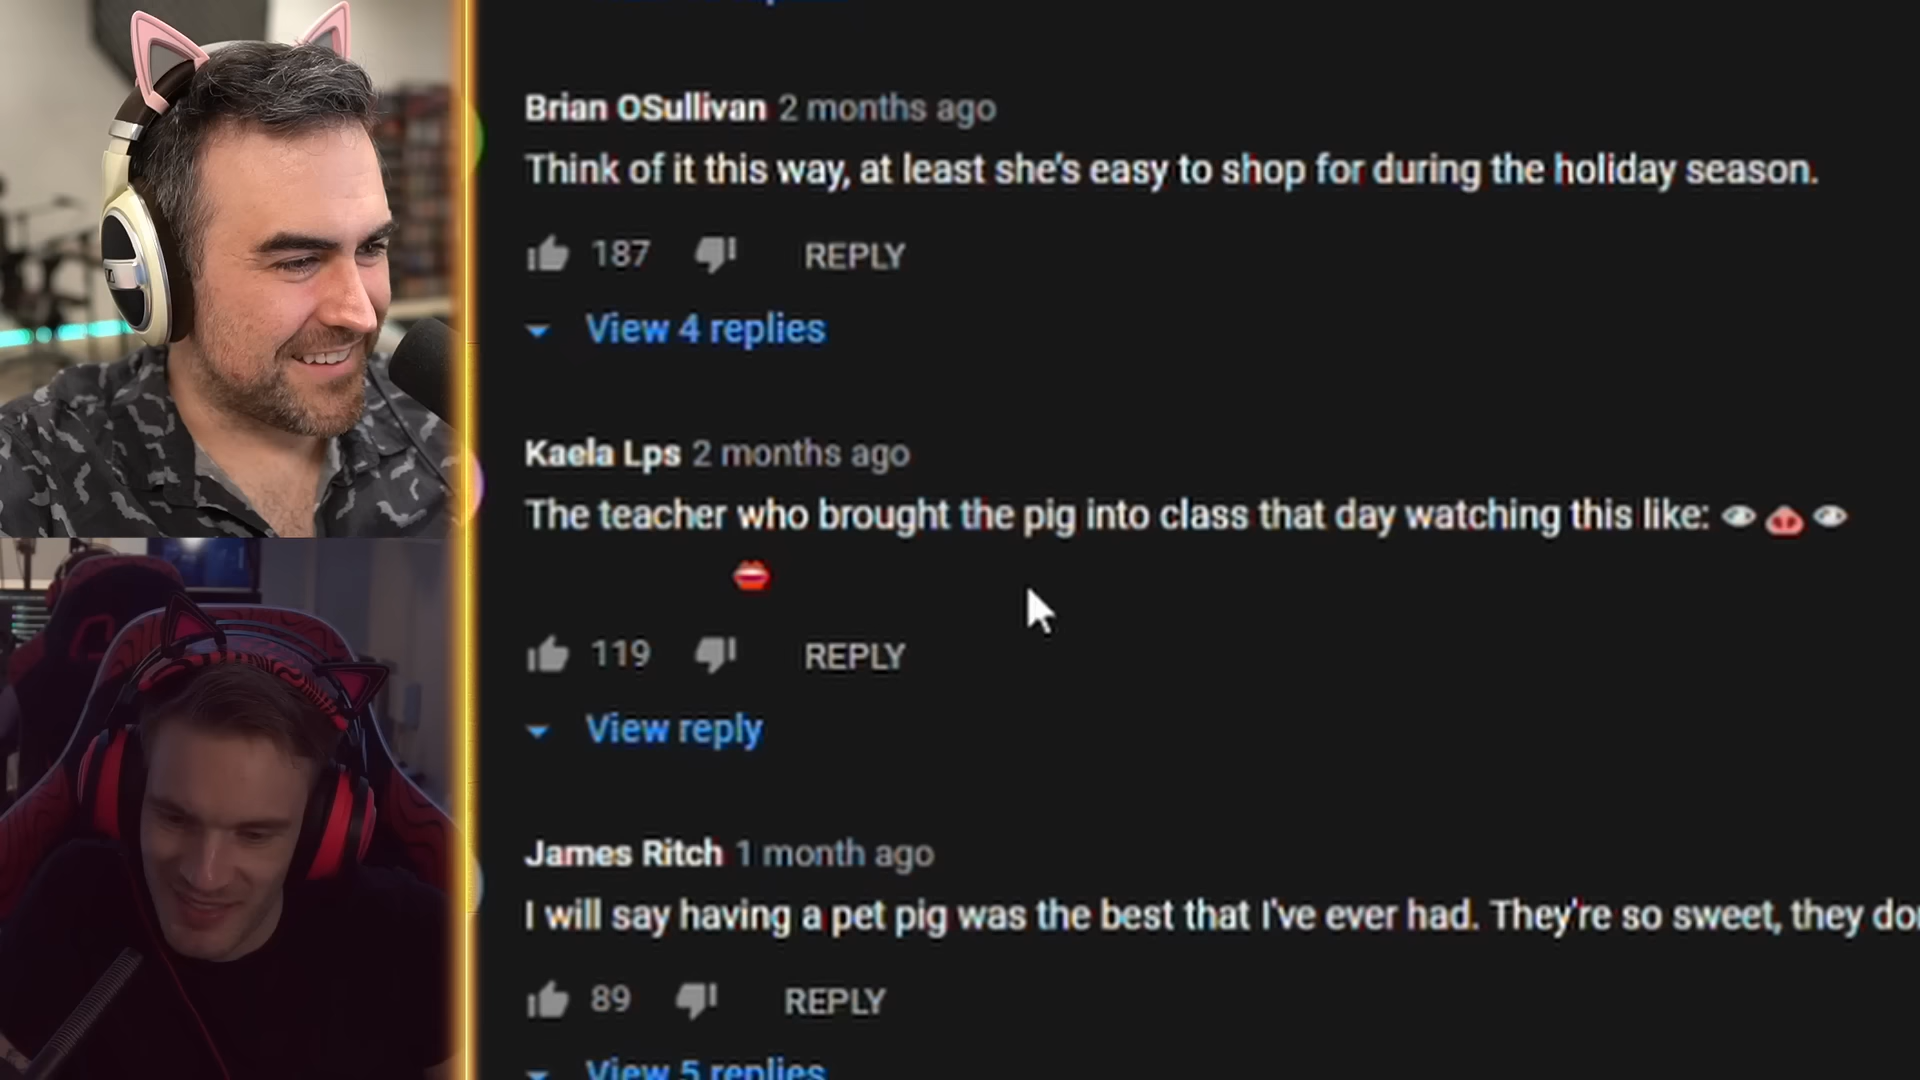 Brian OSullivan 2 months ago
Think of it this way, at least she's easy to shop for during the holiday season.
187 REPLY
View 4 replies
Kaela Lps 2 months ago
The teacher who brought the pig into class that day watching this like: 👁🐽👁
👄
119 REPLY
View reply
James Ritch 1 month ago
I will say having a pet pig was the best that I've ever had. They're so sweet, they
89 REPLY
View 5 replies